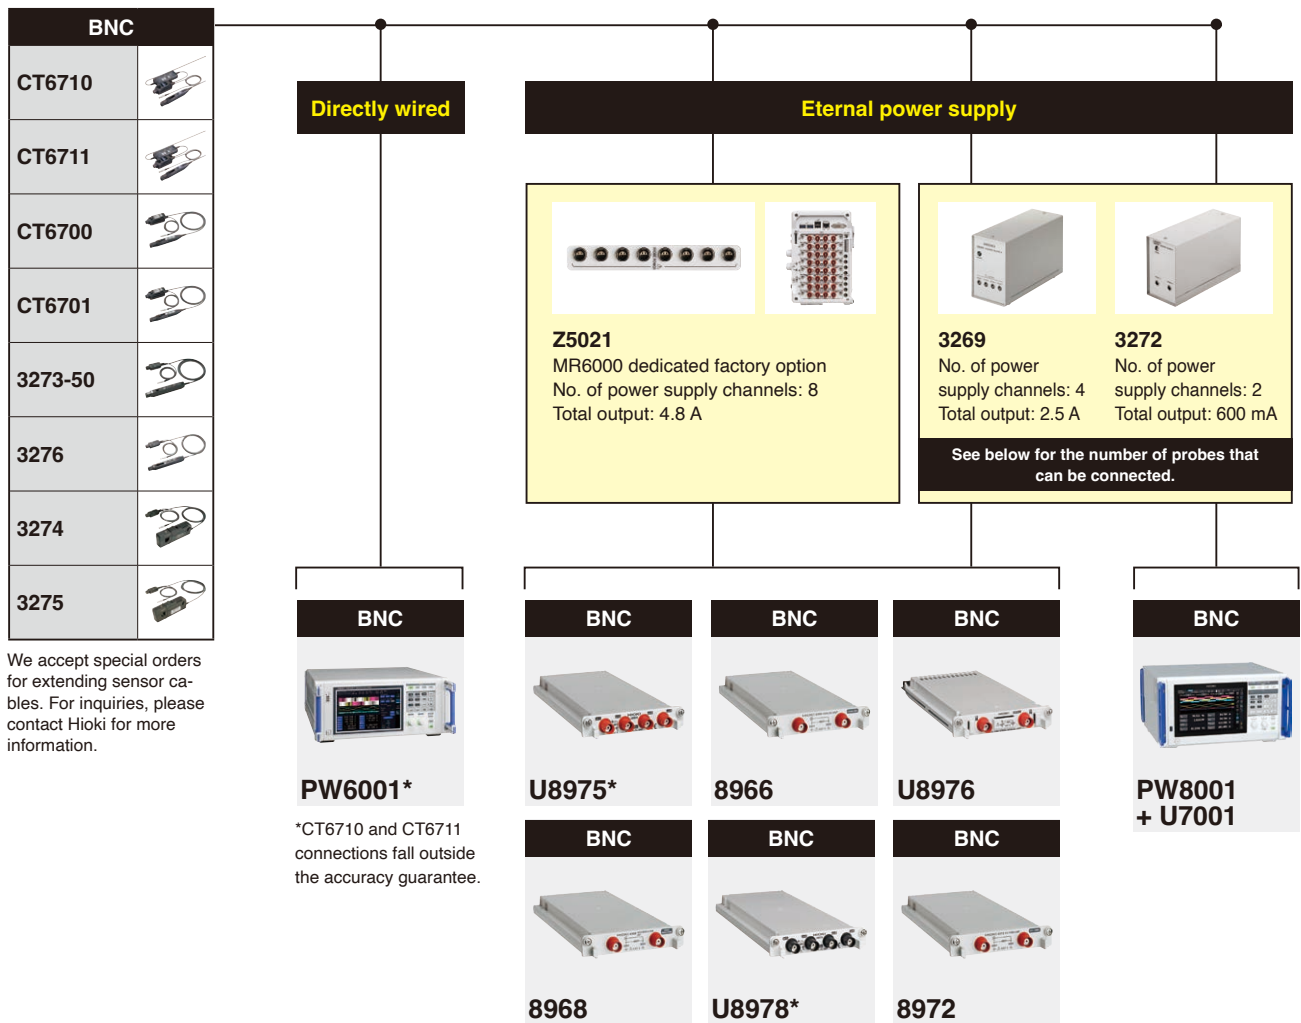 BNC
CT6710
CT6711
CT6700
CT6701
3273-50
3276
3274
3275
We accept special orders
for extending sensor ca-
bles. For inquiries, please
contact Hioki for more
information.
Directly wired
Eternal power supply
Z5021
MR6000 dedicated factory option
No. of power supply channels: 8
Total output: 4.8 A
3269
No. of power
supply channels: 4
Total output: 2.5 A
3272
No. of power
supply channels: 2
Total output: 600 mA
See below for the number of probes that
can be connected.
BNC
PW6001*
*CT6710 and CT6711
connections fall outside
the accuracy guarantee.
BNC
U8975*
BNC
8966
BNC
U8976
BNC
PW8001
+ U7001
BNC
8968
BNC
U8978*
BNC
8972